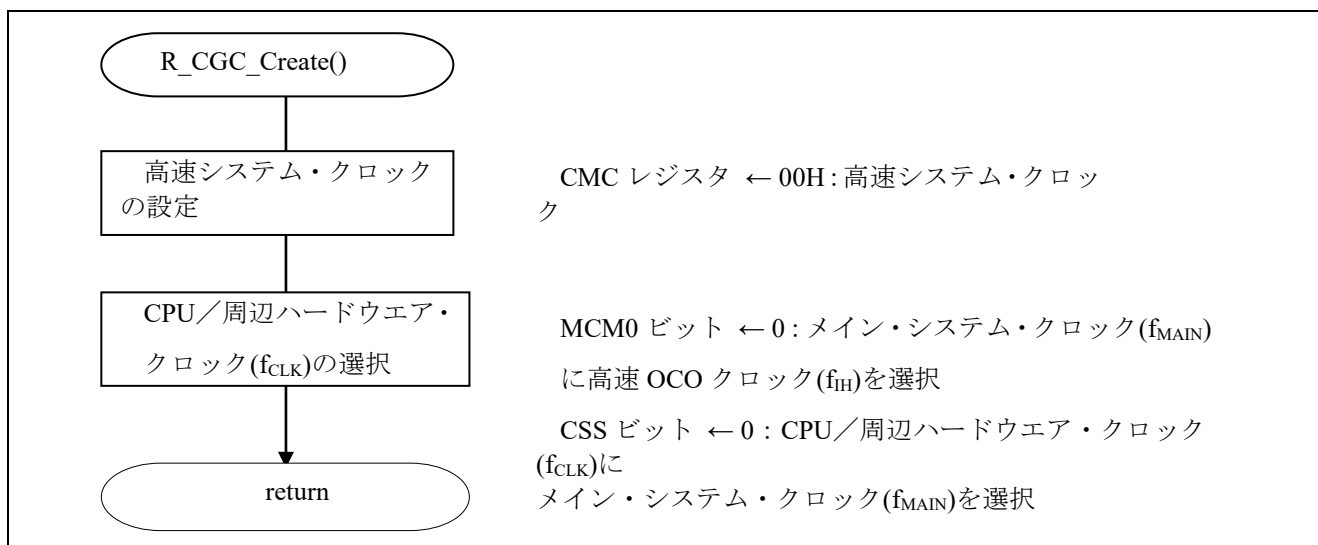 R_CGC_Create()
高速システム・クロック
の設定
CMC レジスタ ← 00H : 高速システム・クロッ
ク
CPU／周辺ハードウエア・
クロック(fCLK)の選択
MCM0 ビット ← 0 : メイン・システム・クロック(fMAIN)
に高速 OCO クロック(fIH)を選択
CSS ビット ← 0 : CPU／周辺ハードウエア・クロック
(fCLK)に
メイン・システム・クロック(fMAIN)を選択
return